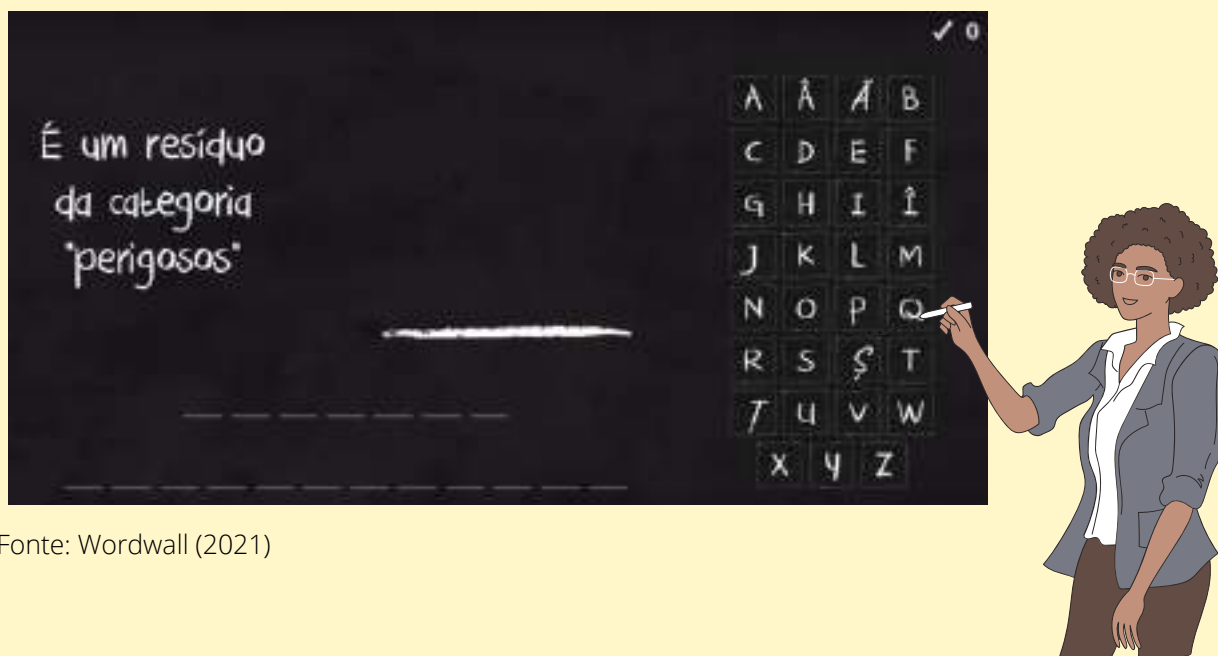 ✓ 0
É um resíduo
da categoria
"perigosos"
A Â Ă B
C D E F
G H I Î
J K L M
N O P Q
R S Ş T
Ț U V W
X Y Z
Fonte: Wordwall (2021)